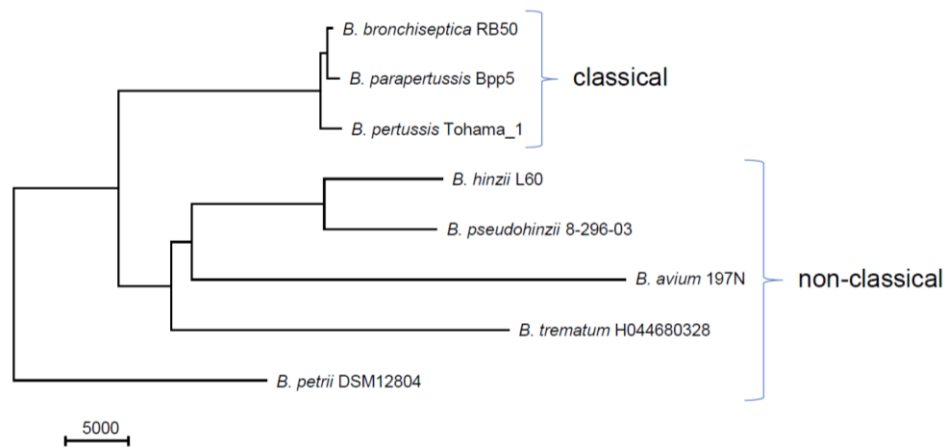 B. bronchiseptica RB50
B. parapertussis Bpp5
classical
B. pertussis Tohama_1
B. hinzii L60
B. pseudohinzii 8-296-03
B. avium 197N
non-classical
B. trematum H044680328
B. petrii DSM12804
5000